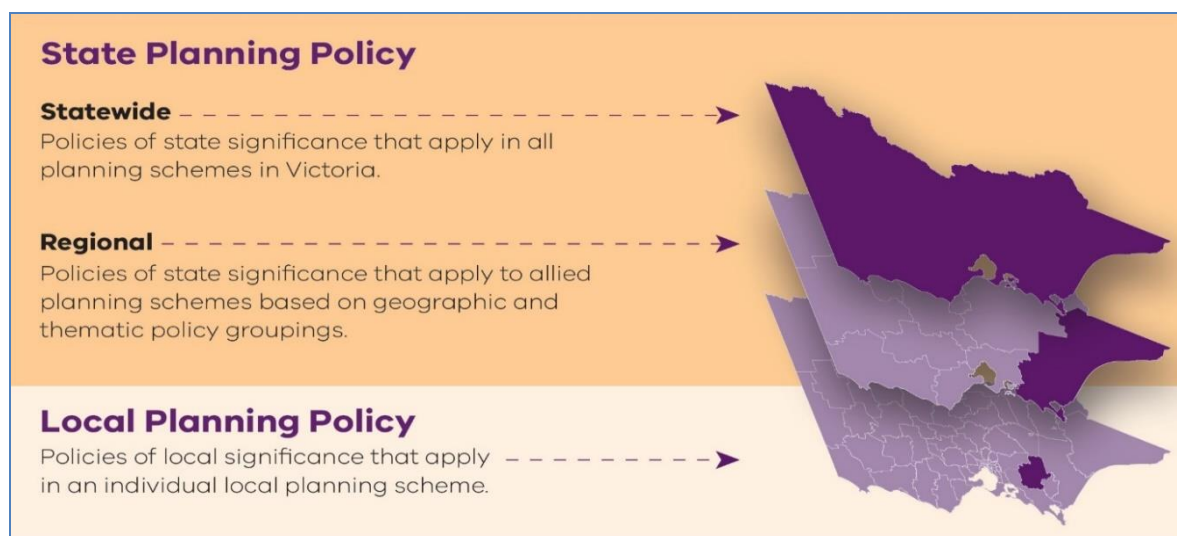 State Planning Policy
Statewide
Policies of state significance that apply in all
planning schemes in Victoria.
Regional
Policies of state significance that apply to allied
planning schemes based on geographic and
thematic policy groupings.
Local Planning Policy
Policies of local significance that apply
in an individual local planning scheme.